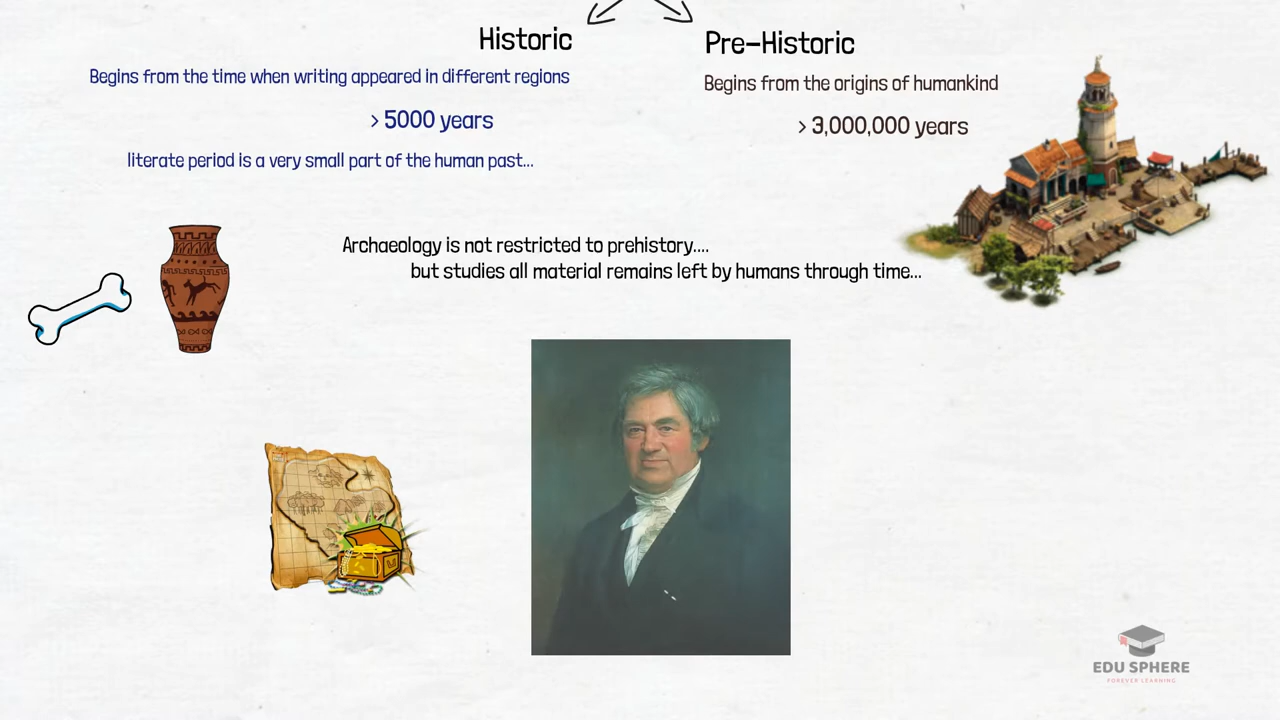 Historic
Begins from the time when writing appeared in different regions
> 5000 years
literate period is a very small part of the human past...
Pre-Historic
Begins from the origins of humankind
> 3,000,000 years
Archaeology is not restricted to prehistory....
but studies all material remains left by humans through time...
EDU SPHERE
FOREVER LEARNING